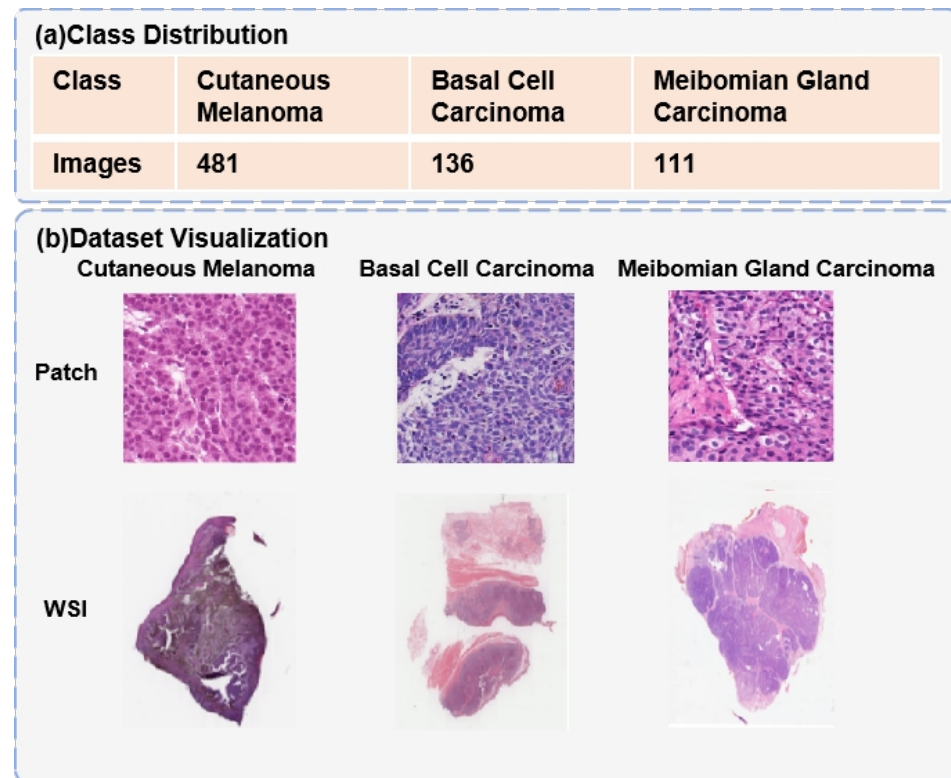 (a)Class Distribution
Class Cutaneous Melanoma Basal Cell Carcinoma Meibomian Gland Carcinoma
Images 481 136 111
(b)Dataset Visualization
Cutaneous Melanoma Basal Cell Carcinoma Meibomian Gland Carcinoma
Patch
WSI